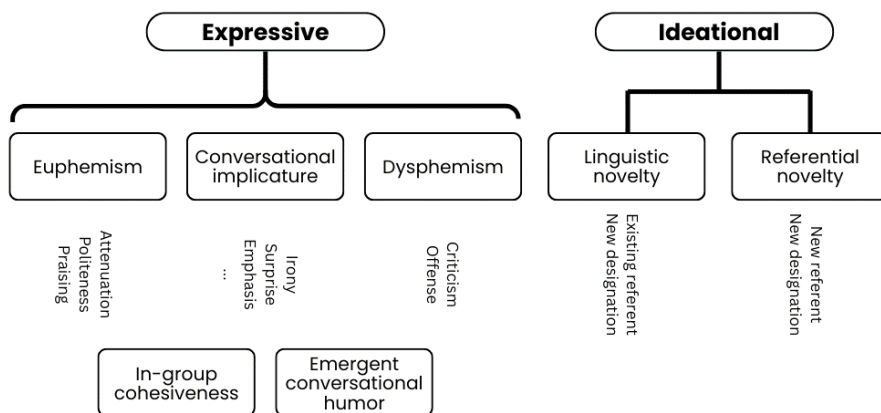 Expressive
Ideational
Euphemism
Conversational
implicature
Dysphemism
Linguistic
novelty
Referential
novelty
Attenuation
Politeness
Praising
Irony
Surprise
Emphasis
...
Criticism
Offense
Existing referent
New designation
New referent
New designation
In-group
cohesiveness
Emergent
conversational
humor